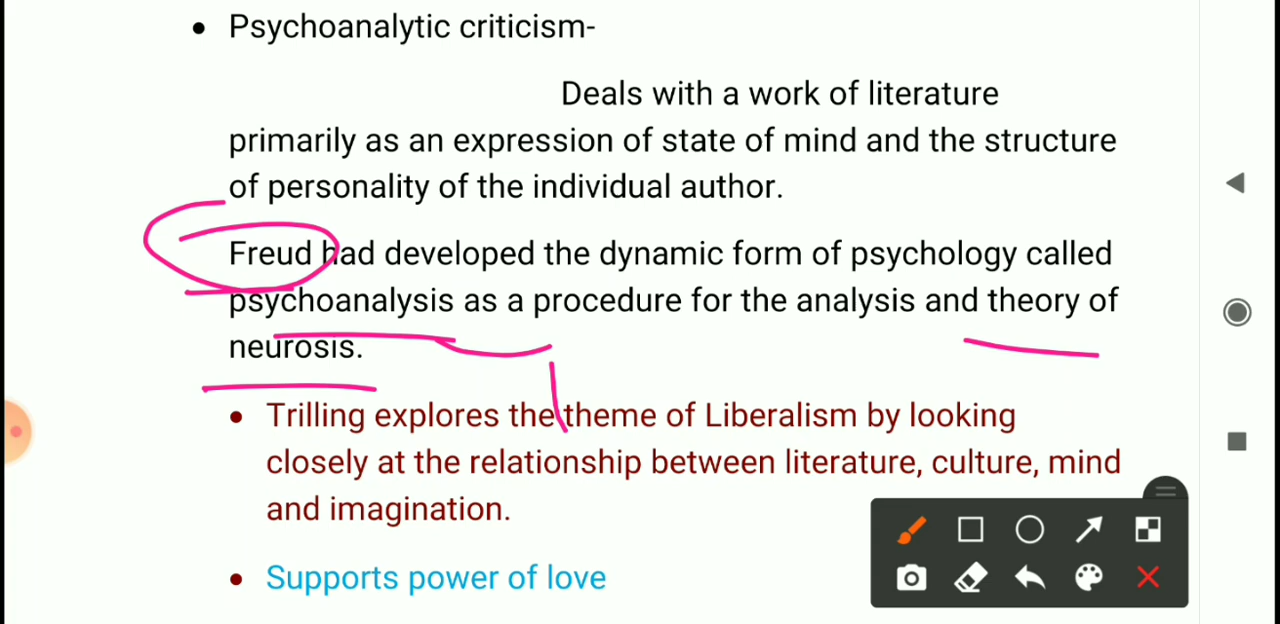 Psychoanalytic criticism-
Deals with a work of literature
primarily as an expression of state of mind and the structure
of personality of the individual author.
Freud had developed the dynamic form of psychology called
psychoanalysis as a procedure for the analysis and theory of
neurosis.
Trilling explores the theme of Liberalism by looking
closely at the relationship between literature, culture, mind
and imagination.
Supports power of love